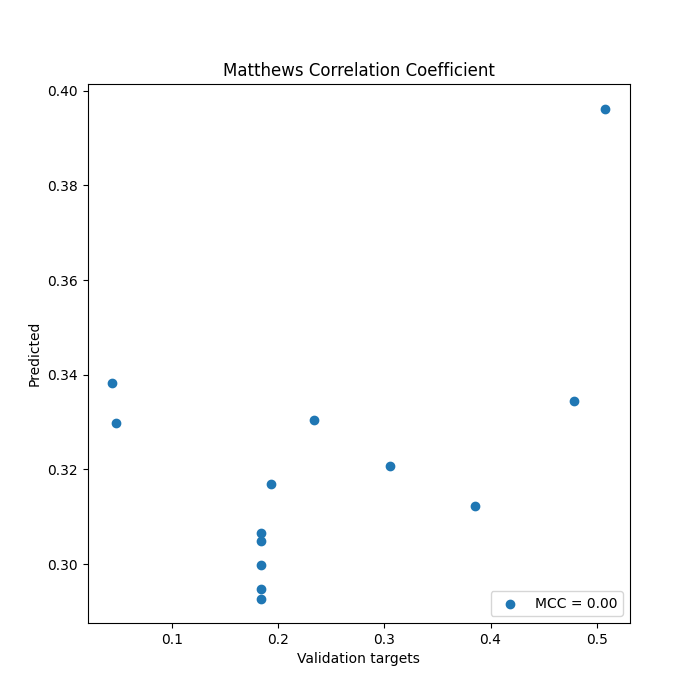 Matthews Correlation Coefficient
0.40
0.38
0.36
0.34
0.32
0.30
Predicted
MCC = 0.00
0.1
0.2
0.3
0.4
0.5
Validation targets